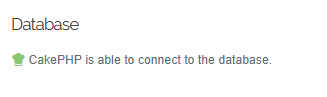 Database
CakePHP is able to connect to the database.